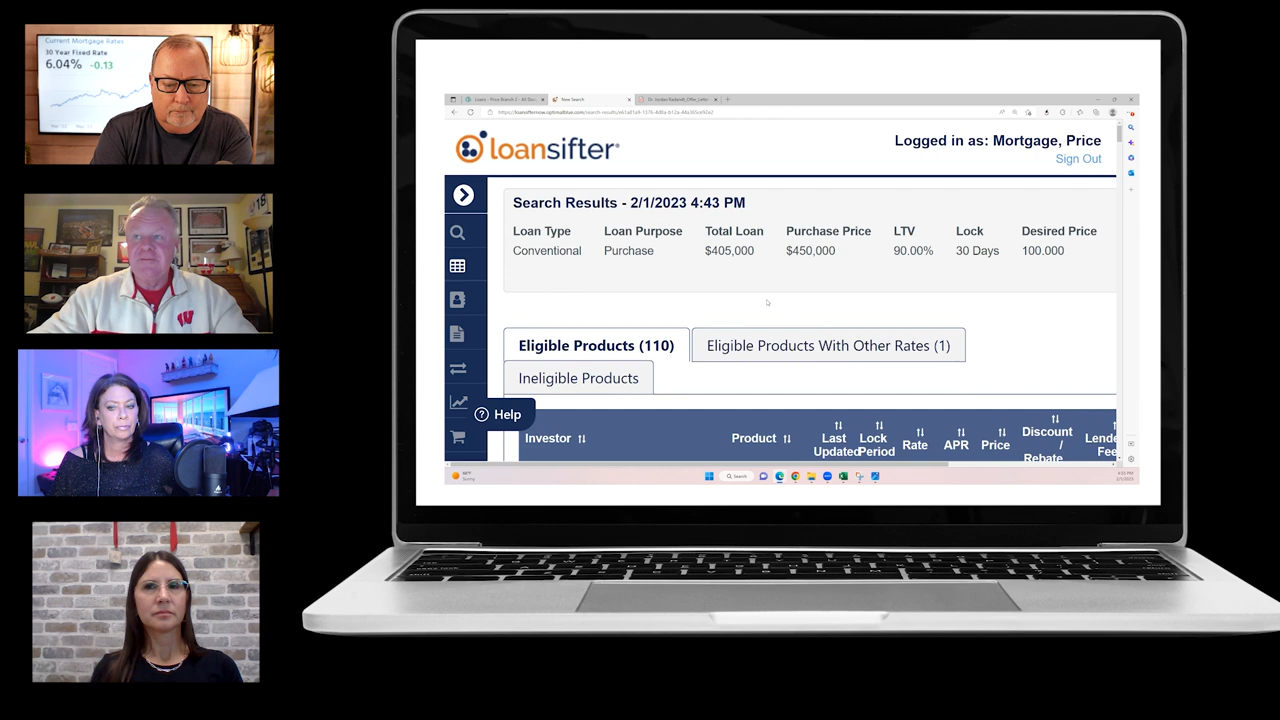 Current Mortgage Rates
30 Year Fixed Rate
6.04% -0.13
W
New Search
loansifter
Logged in as: Mortgage, Price
Sign Out
Search Results - 2/1/2023 4:43 PM
Loan Type Loan Purpose Total Loan Purchase Price LTV Lock Desired Price
Conventional Purchase $405,000 $450,000 90.00% 30 Days 100.000
Eligible Products (110) Eligible Products With Other Rates (1)
Ineligible Products
? Help
Investor Product Last Updated Lock Period Rate APR Price Discount / Rebate
Search